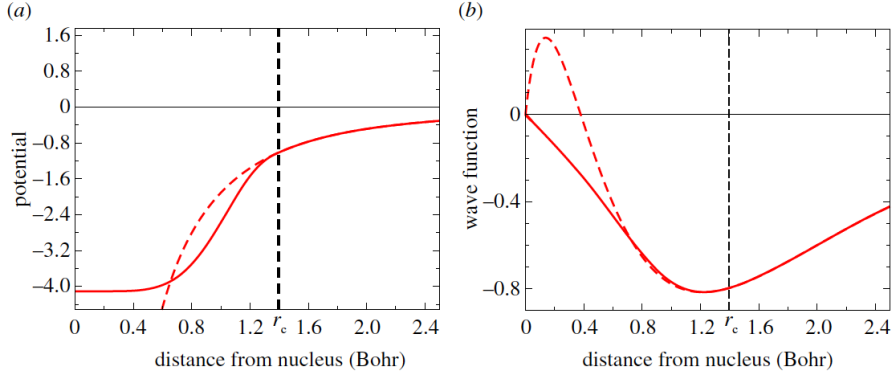 (a)
1.6
0.8
0
−0.8
−1.6
−2.4
−3.2
−4.0
potential
0 0.4 0.8 1.2 rc 1.6 2.0 2.4
distance from nucleus (Bohr)
(b)
0
−0.4
−0.8
wave function
0 0.4 0.8 1.2 rc 1.6 2.0 2.4
distance from nucleus (Bohr)